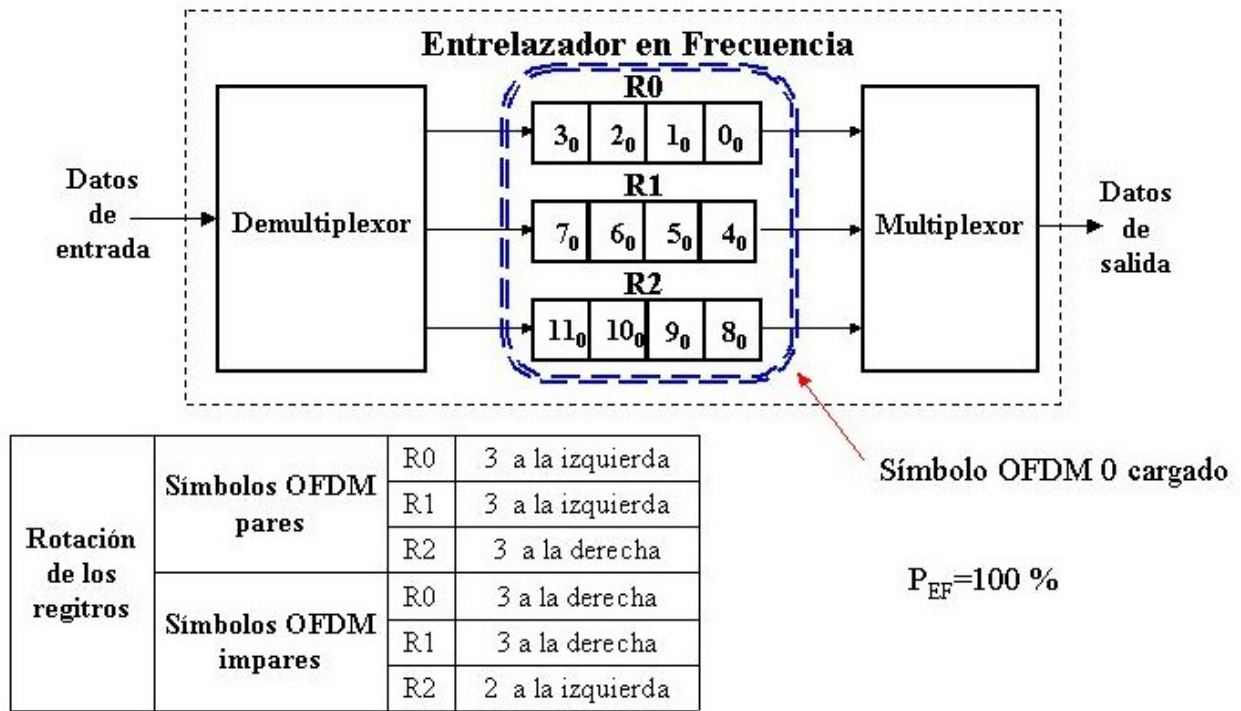 Entrelazador en Frecuencia
Datos
de
entrada
Demultiplexor
R0
3₀ 2₀ 1₀ 0₀
R1
7₀ 6₀ 5₀ 4₀
R2
11₀ 10₀ 9₀ 8₀
Multiplexor
Datos
de
salida
Símbolo OFDM 0 cargado
P_EF=100 %
Rotación
de los
regitros
Símbolos OFDM
pares
R0 3 a la izquierda
R1 3 a la izquierda
R2 3 a la derecha
Símbolos OFDM
impares
R0 3 a la derecha
R1 3 a la derecha
R2 2 a la izquierda